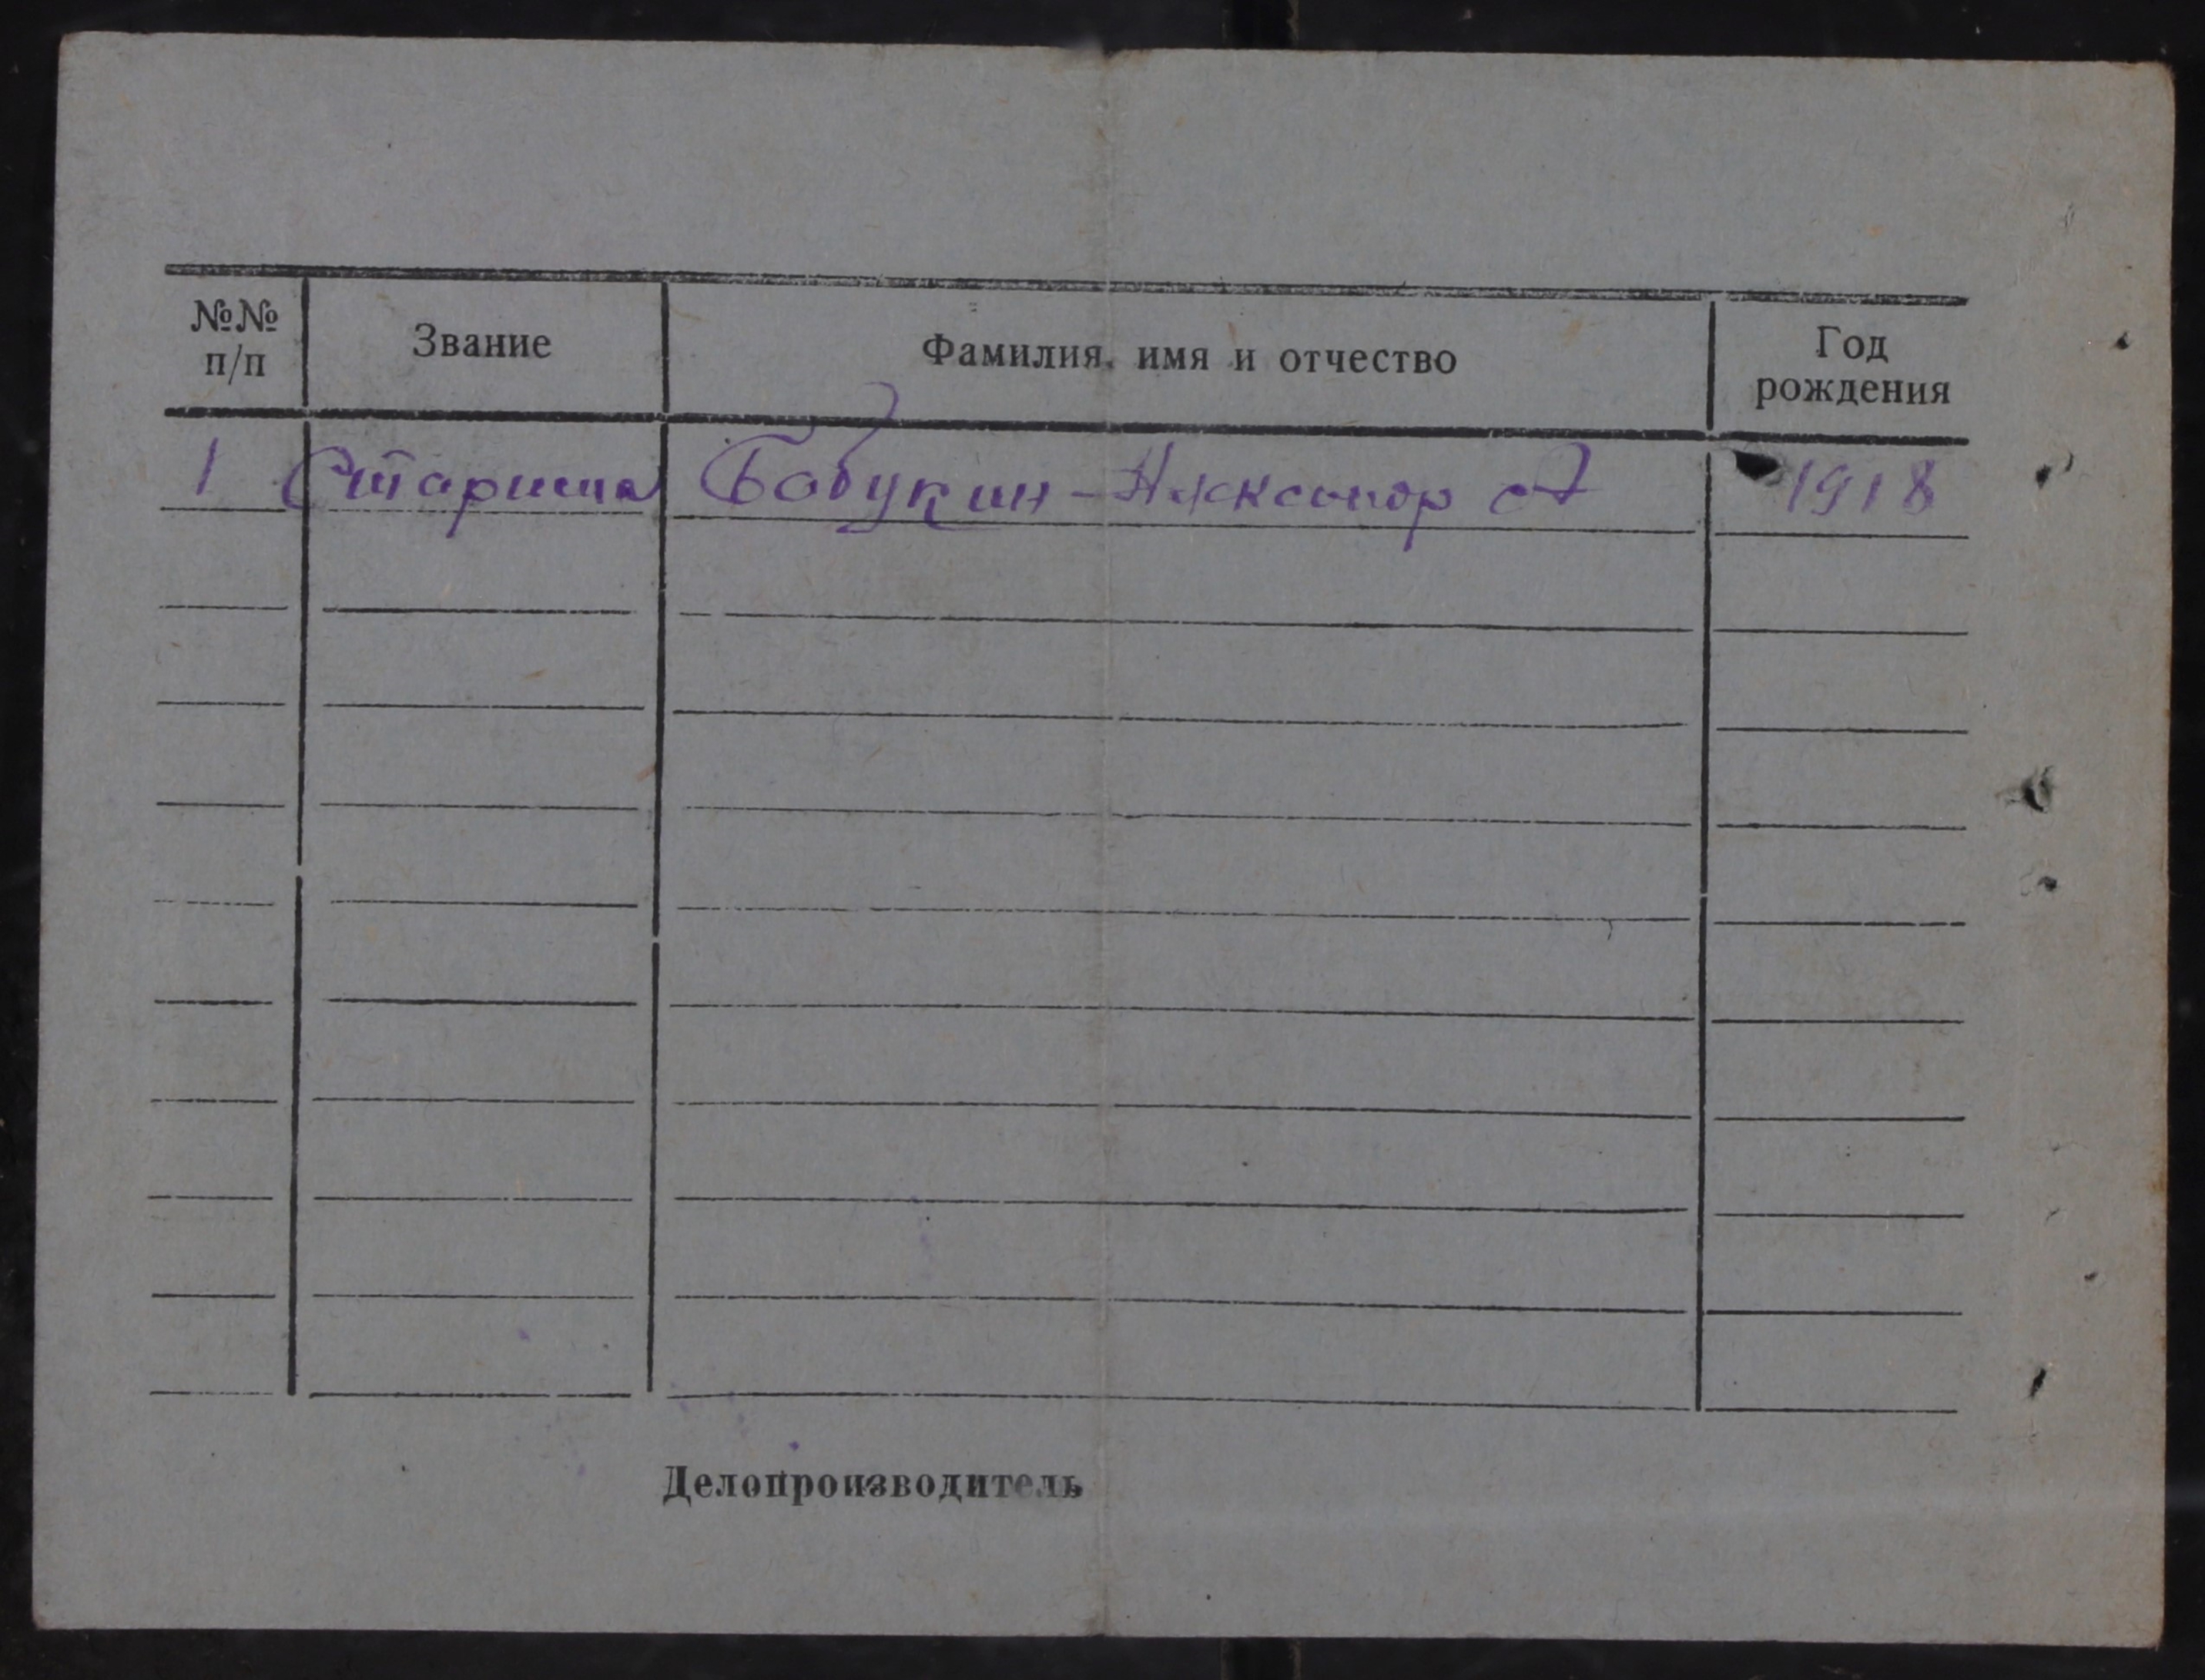 №№ п/п Звание Фамилия, имя и отчество Год рождения
1 Старшина Бабукин - Александр А 1918
Делопроизводитель